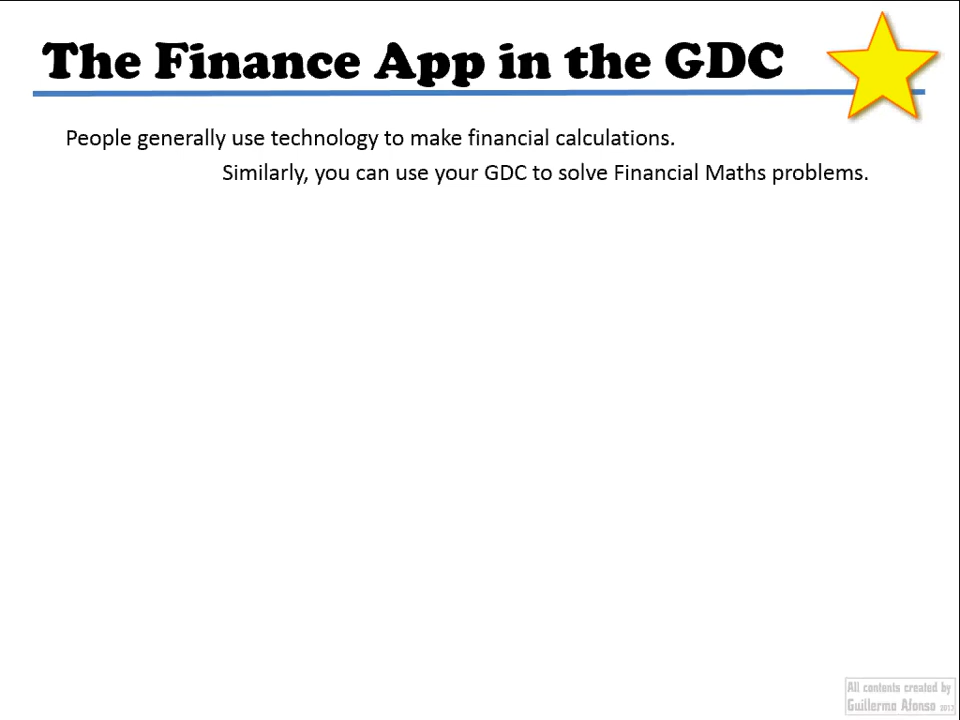 The Finance App in the GDC
People generally use technology to make financial calculations.
Similarly, you can use your GDC to solve Financial Maths problems.
All contents created by
Guillermo Afonso 2017